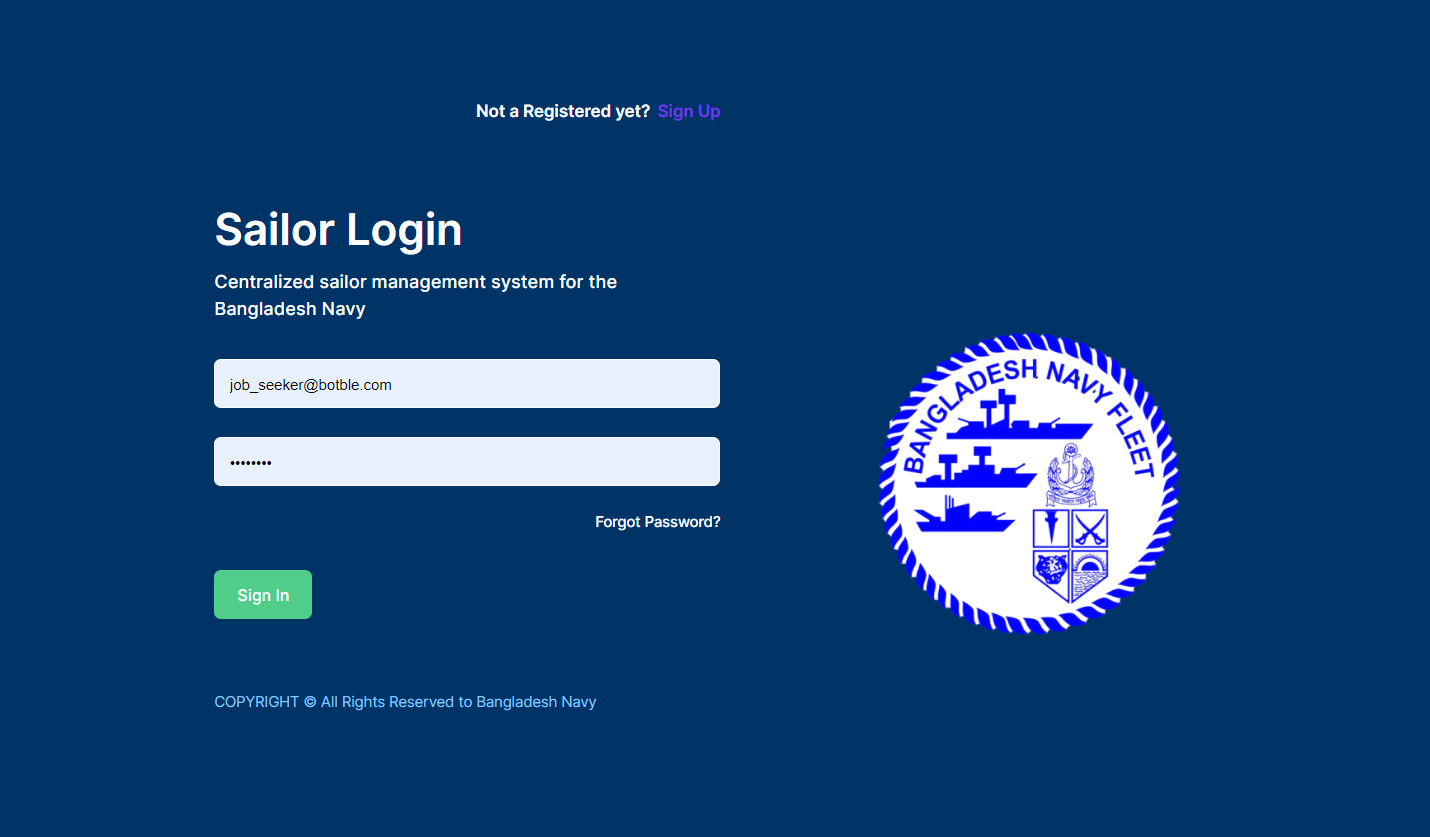 Not a Registered yet? Sign Up
Sailor Login
Centralized sailor management system for the
Bangladesh Navy
job_seeker@botble.com
••••••••
Forgot Password?
Sign In
COPYRIGHT © All Rights Reserved to Bangladesh Navy
BANGLADESH NAVY FLEET